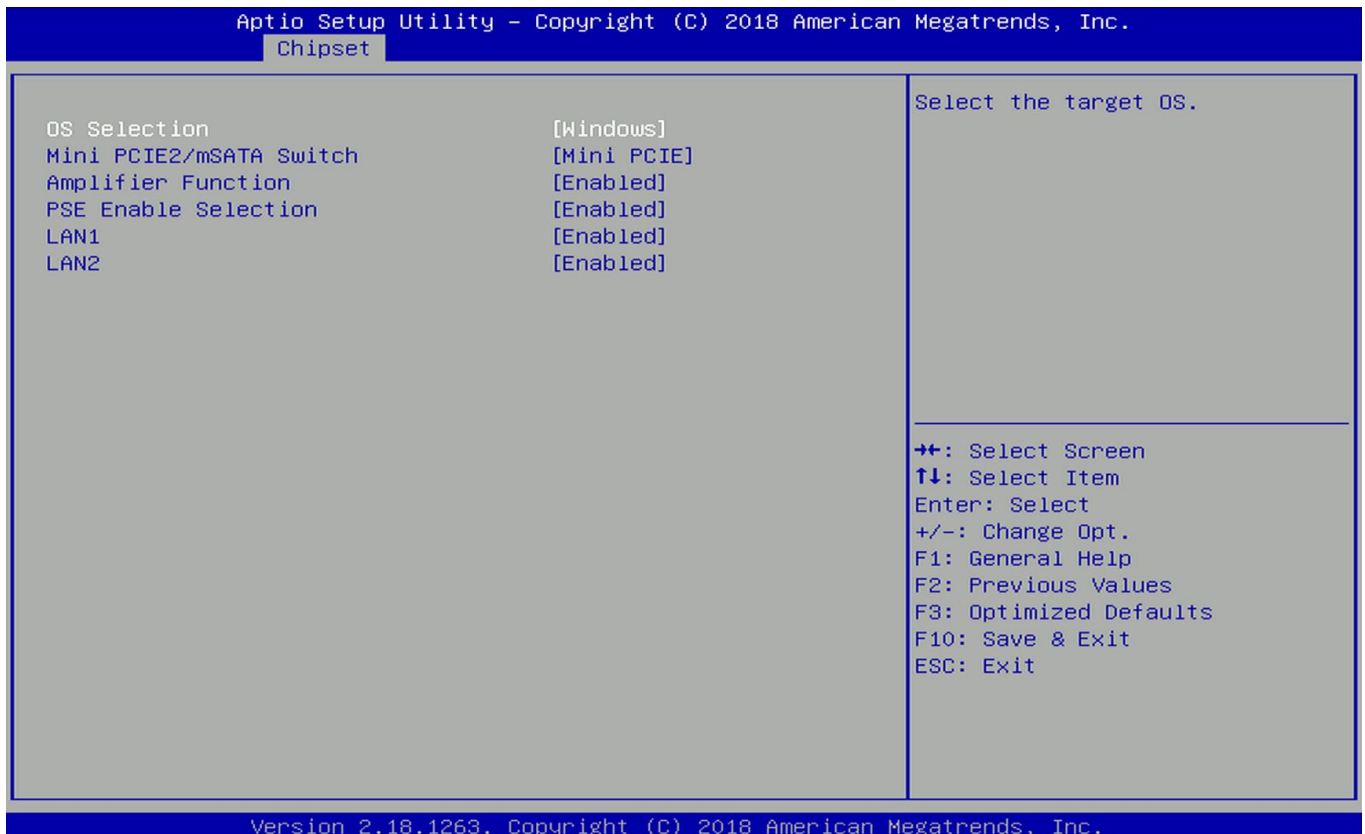 Aptio Setup Utility – Copyright (C) 2018 American Megatrends, Inc.
Chipset
OS Selection [Windows]
Mini PCIE2/mSATA Switch [Mini PCIE]
Amplifier Function [Enabled]
PSE Enable Selection [Enabled]
LAN1 [Enabled]
LAN2 [Enabled]
Select the target OS.
→←: Select Screen
↑↓: Select Item
Enter: Select
+/-: Change Opt.
F1: General Help
F2: Previous Values
F3: Optimized Defaults
F10: Save & Exit
ESC: Exit
Version 2.18.1263. Copyright (C) 2018 American Megatrends, Inc.